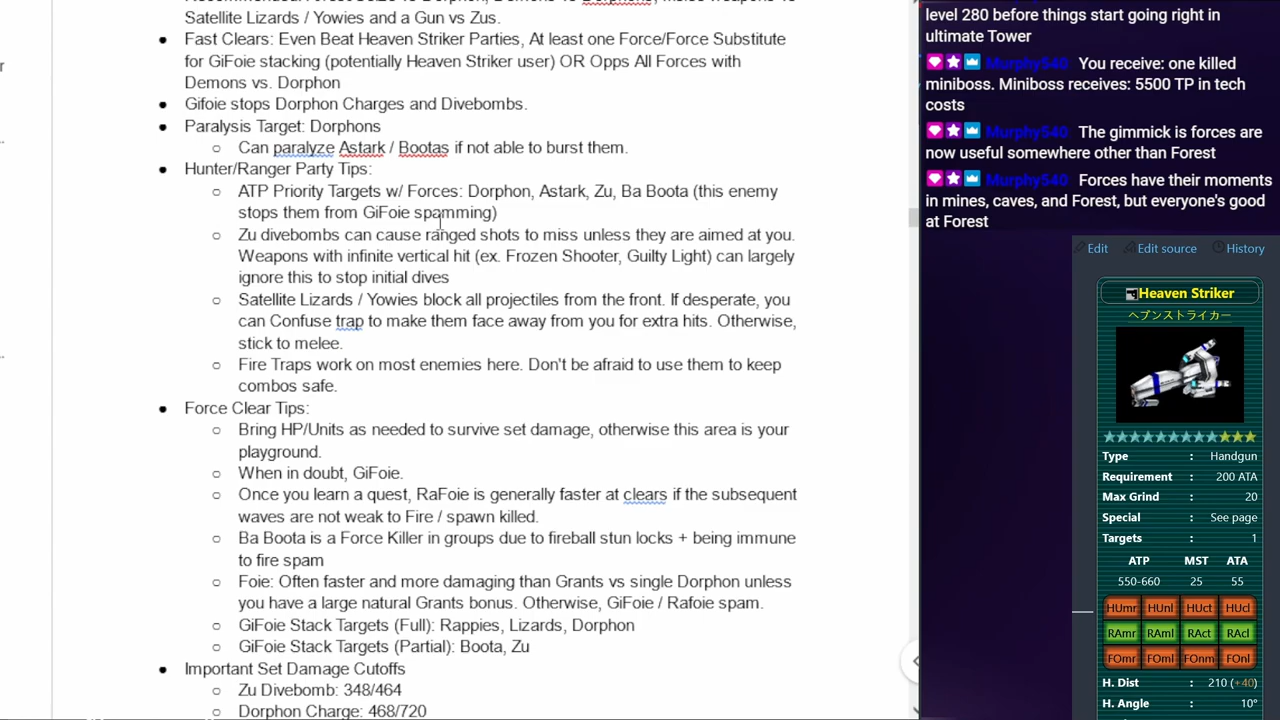 Satellite Lizards / Yowies and a Gun vs Zus.
Fast Clears: Even Beat Heaven Striker Parties, At least one Force/Force Substitute
for GiFoie stacking (potentially Heaven Striker user) OR Opps All Forces with
Demons vs. Dorphon
Gifoie stops Dorphon Charges and Divebombs.
Paralysis Target: Dorphons
Can paralyze Astark / Bootas if not able to burst them.
Hunter/Ranger Party Tips:
ATP Priority Targets w/ Forces: Dorphon, Astark, Zu, Ba Boota (this enemy
stops them from GiFoie spamming)
Zu divebombs can cause ranged shots to miss unless they are aimed at you.
Weapons with infinite vertical hit (ex. Frozen Shooter, Guilty Light) can largely
ignore this to stop initial dives
Satellite Lizards / Yowies block all projectiles from the front. If desperate, you
can Confuse trap to make them face away from you for extra hits. Otherwise,
stick to melee.
Fire Traps work on most enemies here. Don't be afraid to use them to keep
combos safe.
Force Clear Tips:
Bring HP/Units as needed to survive set damage, otherwise this area is your
playground.
When in doubt, GiFoie.
Once you learn a quest, RaFoie is generally faster at clears if the subsequent
waves are not weak to Fire / spawn killed.
Ba Boota is a Force Killer in groups due to fireball stun locks + being immune
to fire spam
Foie: Often faster and more damaging than Grants vs single Dorphon unless
you have a large natural Grants bonus. Otherwise, GiFoie / Rafoie spam.
GiFoie Stack Targets (Full): Rappies, Lizards, Dorphon
GiFoie Stack Targets (Partial): Boota, Zu
Important Set Damage Cutoffs
Zu Divebomb: 348/464
Dorphon Charge: 468/720
level 280 before things start going right in
ultimate Tower
Murphy540 You receive: one killed
miniboss. Miniboss receives: 5500 TP in tech
costs
Murphy540 The gimmick is forces are
now useful somewhere other than Forest
Murphy540 Forces have their moments
in mines, caves, and Forest, but everyone's good
at Forest
Edit Edit source History
Heaven Striker
ヘブンストライカー
Type : Handgun
Requirement : 200 ATA
Max Grind : 20
Special : See page
Targets : 1
ATP MST ATA
550-660 25 55
HUmr HUnl HUct HUcl
RAmr RAml RAct RAcl
FOmr FOml FOnm FOnl
H. Dist : 210 (+40)
H. Angle : 10°